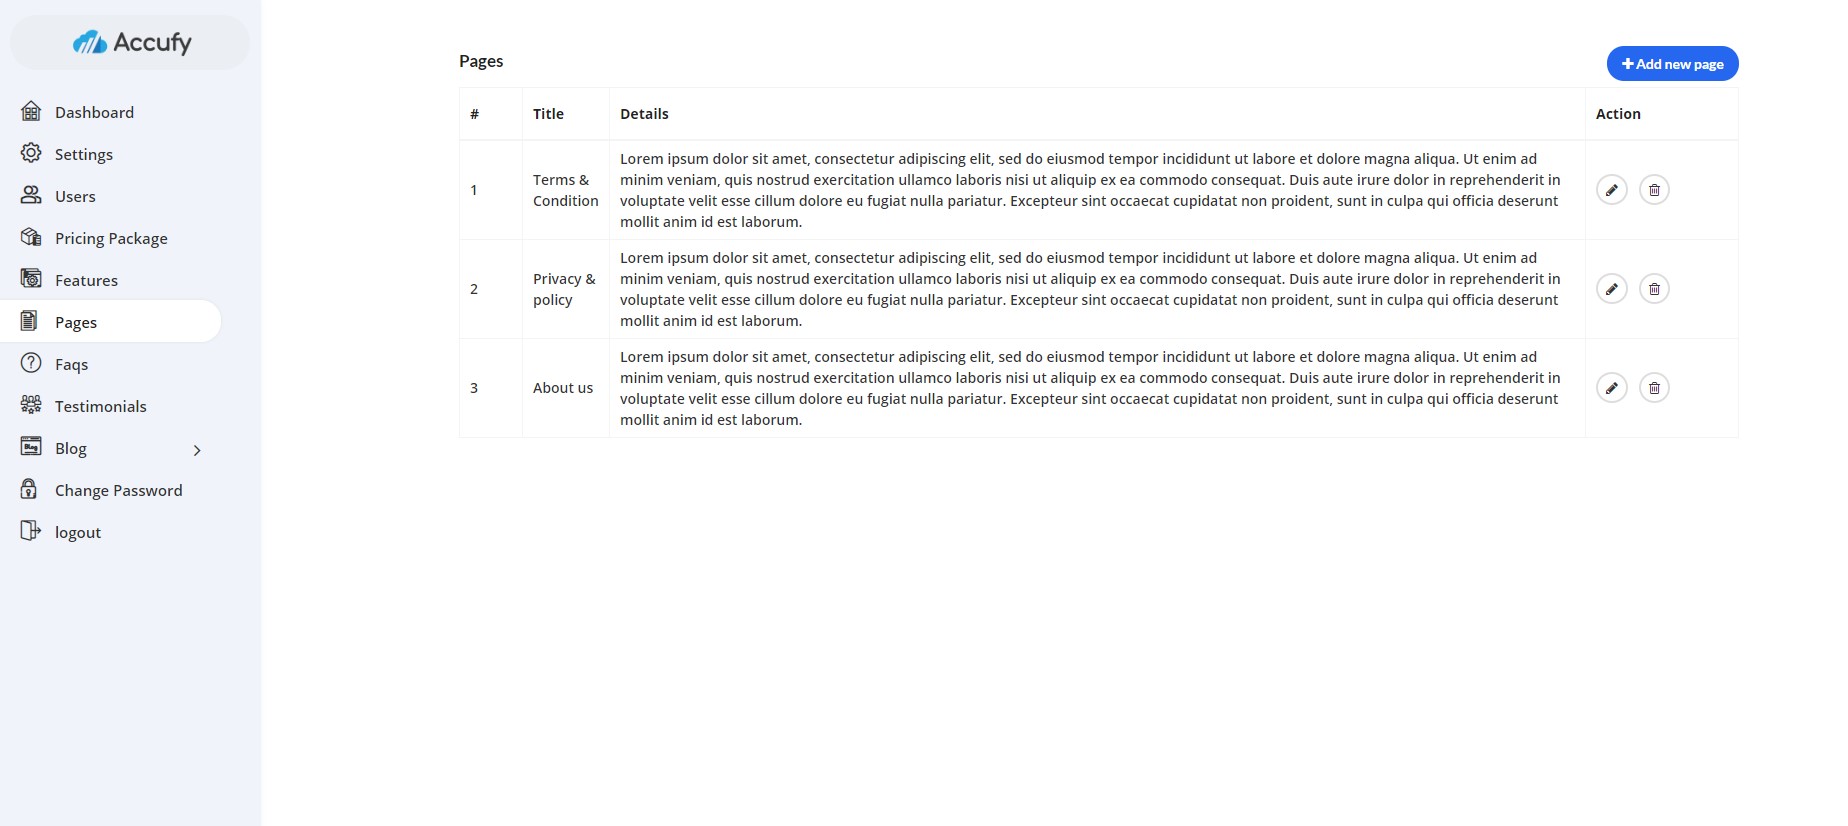 Accufy
Dashboard
Settings
Users
Pricing Package
Features
Pages
Faqs
Testimonials
Blog
Change Password
logout
Pages
Add new page
# Title Details Action
1
Terms &
Condition
Lorem ipsum dolor sit amet, consectetur adipiscing elit, sed do eiusmod tempor incididunt ut labore et dolore magna aliqua. Ut enim ad
minim veniam, quis nostrud exercitation ullamco laboris nisi ut aliquip ex ea commodo consequat. Duis aute irure dolor in reprehenderit in
voluptate velit esse cillum dolore eu fugiat nulla pariatur. Excepteur sint occaecat cupidatat non proident, sunt in culpa qui officia deserunt
mollit anim id est laborum.
2
Privacy &
policy
Lorem ipsum dolor sit amet, consectetur adipiscing elit, sed do eiusmod tempor incididunt ut labore et dolore magna aliqua. Ut enim ad
minim veniam, quis nostrud exercitation ullamco laboris nisi ut aliquip ex ea commodo consequat. Duis aute irure dolor in reprehenderit in
voluptate velit esse cillum dolore eu fugiat nulla pariatur. Excepteur sint occaecat cupidatat non proident, sunt in culpa qui officia deserunt
mollit anim id est laborum.
3
About us
Lorem ipsum dolor sit amet, consectetur adipiscing elit, sed do eiusmod tempor incididunt ut labore et dolore magna aliqua. Ut enim ad
minim veniam, quis nostrud exercitation ullamco laboris nisi ut aliquip ex ea commodo consequat. Duis aute irure dolor in reprehenderit in
voluptate velit esse cillum dolore eu fugiat nulla pariatur. Excepteur sint occaecat cupidatat non proident, sunt in culpa qui officia deserunt
mollit anim id est laborum.